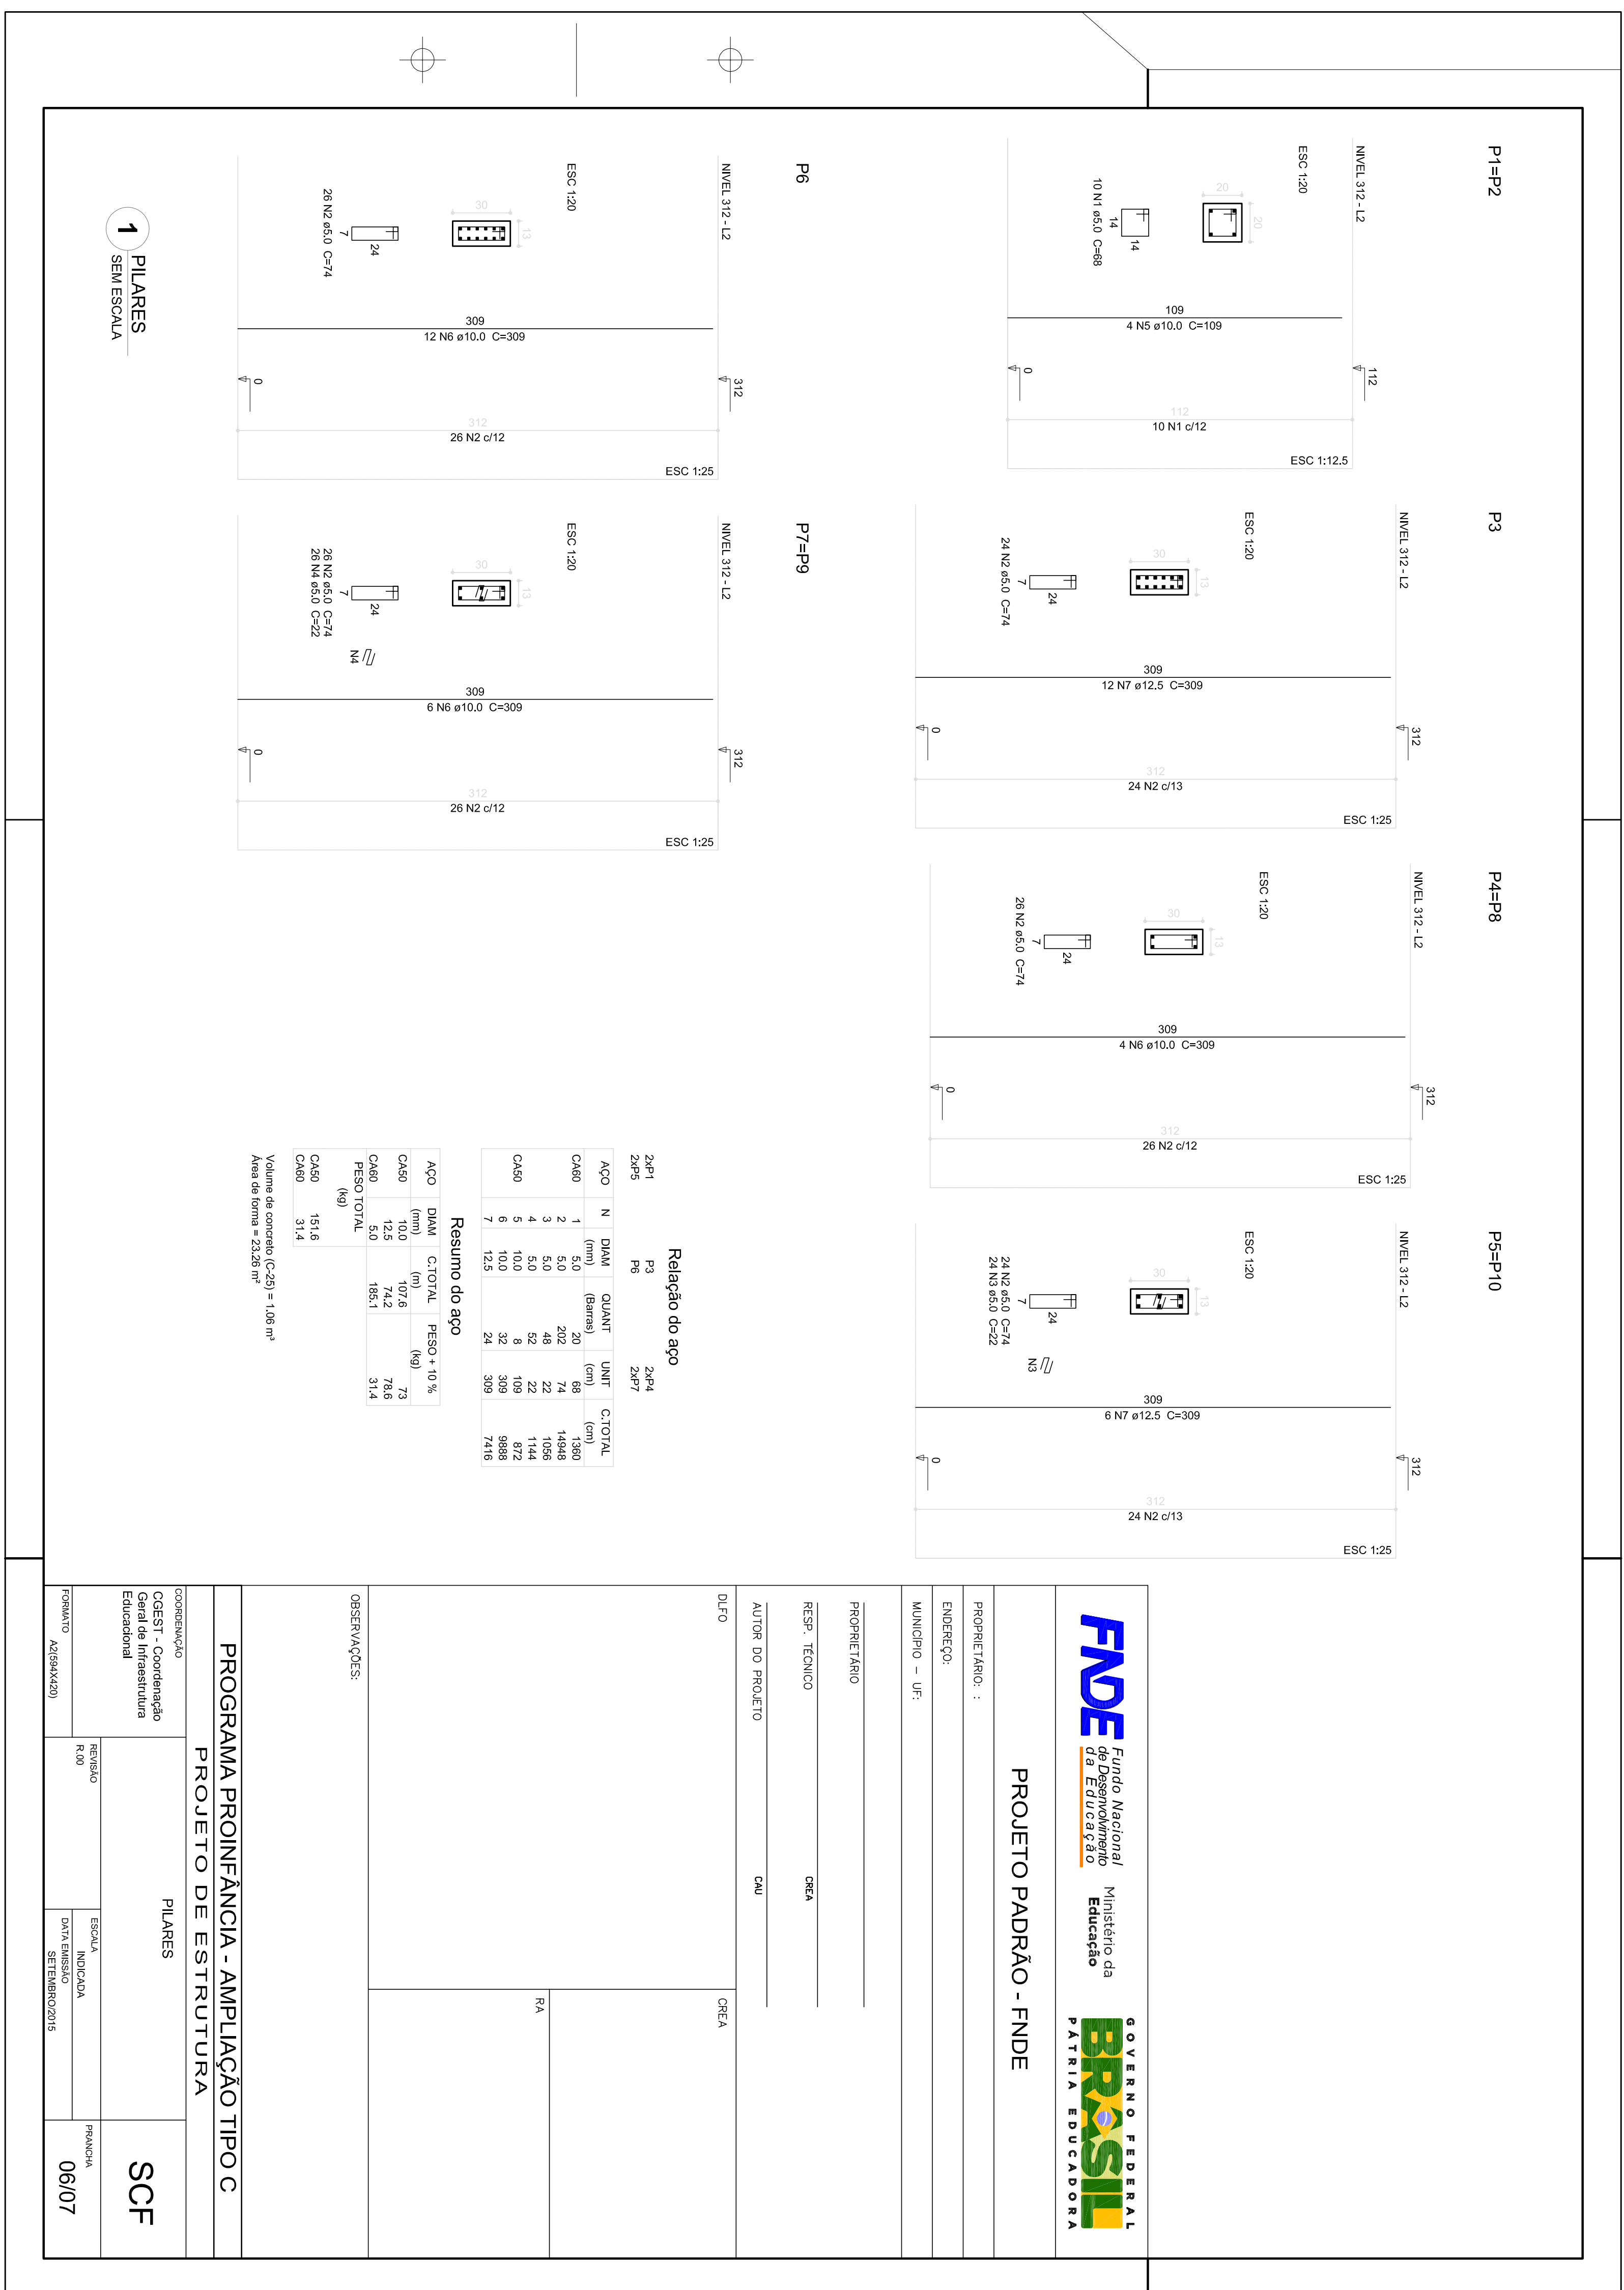 P1=P2
NIVEL 312 - L2
ESC 1:20
20
20
14
14
10 N1 ø5.0 C=68
109
4 N5 ø10.0 C=109
112
0
112
10 N1 c/12
ESC 1:12.5
P3
NIVEL 312 - L2
ESC 1:20
30
13
7
24
24 N2 ø5.0 C=74
309
12 N7 ø12.5 C=309
312
0
312
24 N2 c/13
ESC 1:25
P4=P8
NIVEL 312 - L2
ESC 1:20
30
13
7
24
26 N2 ø5.0 C=74
309
4 N6 ø10.0 C=309
312
0
312
26 N2 c/12
ESC 1:25
P5=P10
NIVEL 312 - L2
ESC 1:20
30
13
7
24
N3
24 N2 ø5.0 C=74
24 N3 ø5.0 C=22
309
6 N7 ø12.5 C=309
312
0
312
24 N2 c/13
ESC 1:25
P6
NIVEL 312 - L2
ESC 1:20
30
13
7
24
26 N2 ø5.0 C=74
309
12 N6 ø10.0 C=309
312
0
312
26 N2 c/12
ESC 1:25
P7=P9
NIVEL 312 - L2
ESC 1:20
30
13
7
24
N4
26 N2 ø5.0 C=74
26 N4 ø5.0 C=22
309
6 N6 ø10.0 C=309
312
0
312
26 N2 c/12
ESC 1:25
Relação do aço
2xP1 P3 2xP4
2xP5 P6 2xP7
AÇO N DIAM QUANT UNIT C.TOTAL
(mm) (Barras) (cm) (cm)
CA60 1 5.0 20 68 1360
2 5.0 202 74 14948
3 5.0 48 22 1056
4 5.0 52 22 1144
CA50 5 10.0 8 109 872
6 10.0 32 309 9888
7 12.5 24 309 7416
Resumo do aço
AÇO DIAM C.TOTAL PESO + 10 %
(mm) (m) (kg)
CA50 10.0 107.6 73
12.5 74.2 78.6
CA60 5.0 185.1 31.4
PESO TOTAL
(kg)
CA50 151.6
CA60 31.4
Volume de concreto (C-25) = 1.06 m³
Área de forma = 23.26 m²
1 PILARES
SEM ESCALA
FNDE
Fundo Nacional
de Desenvolvimento
da Educação
Ministério da
Educação
GOVERNO FEDERAL
BRASIL
PÁTRIA EDUCADORA
PROJETO PADRÃO - FNDE
PROPRIETÁRIO: :
ENDEREÇO:
MUNICÍPIO – UF:
PROPRIETÁRIO
RESP. TÉCNICO CREA
AUTOR DO PROJETO CAU
DLFO
CREA
RA
OBSERVAÇÕES:
PROGRAMA PROINFÂNCIA - AMPLIAÇÃO TIPO C
PROJETO DE ESTRUTURA
COORDENAÇÃO
CGEST - Coordenação
Geral de Infraestrutura
Educacional
PILARES
SCF
FORMATO
A2(594X420)
REVISÃO
R.00
ESCALA
INDICADA
DATA EMISSÃO
SETEMBRO/2015
PRANCHA
06/07